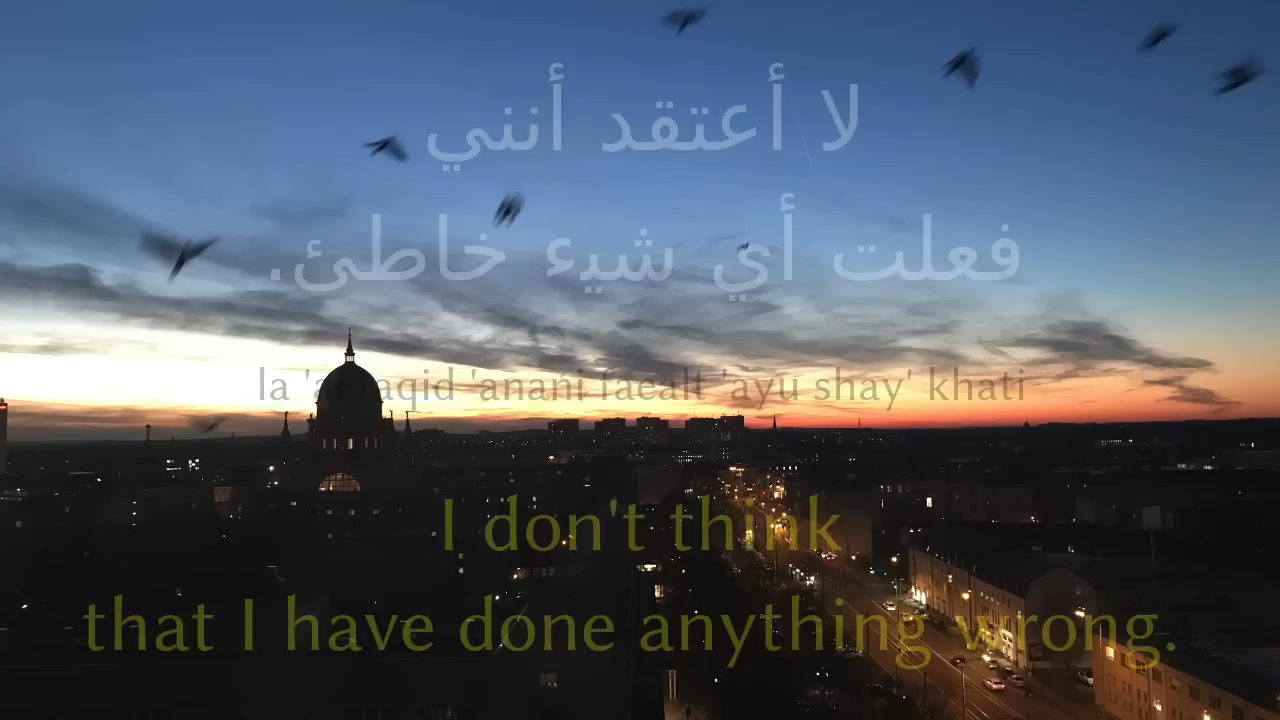 لا أعتقد أنني
فعلت أي شيء خاطئ.
la 'aetaqid 'anani faealt 'ayu shay' khati
I don't think
that I have done anything wrong.